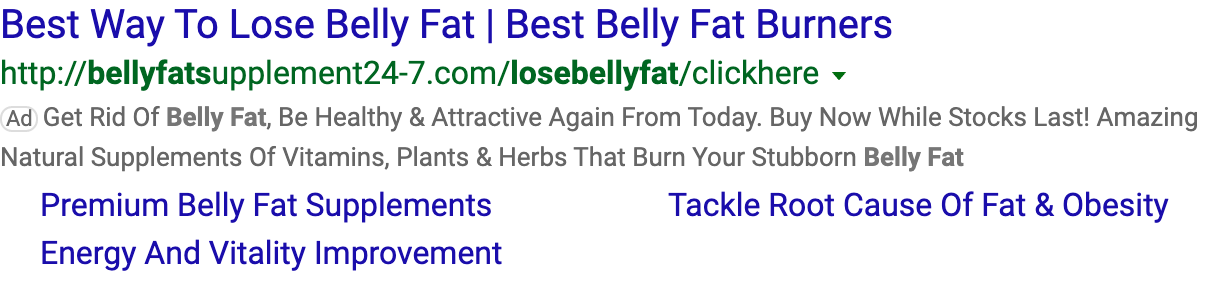 Best Way To Lose Belly Fat | Best Belly Fat Burners
http://bellyfatsupplement24-7.com/losebellyfat/clickhere
Ad Get Rid Of Belly Fat, Be Healthy & Attractive Again From Today. Buy Now While Stocks Last! Amazing
Natural Supplements Of Vitamins, Plants & Herbs That Burn Your Stubborn Belly Fat
Premium Belly Fat Supplements Tackle Root Cause Of Fat & Obesity
Energy And Vitality Improvement